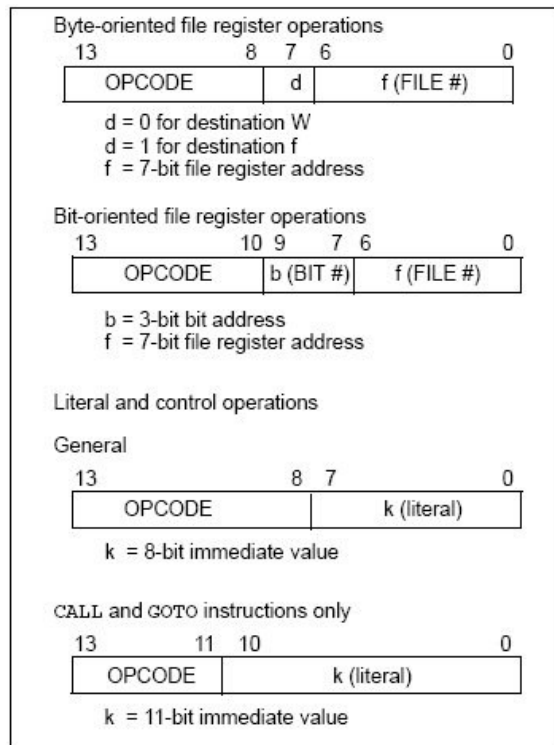 Byte-oriented file register operations
13 8 7 6 0
OPCODE d f (FILE #)
d = 0 for destination W
d = 1 for destination f
f = 7-bit file register address
Bit-oriented file register operations
13 10 9 7 6 0
OPCODE b (BIT #) f (FILE #)
b = 3-bit bit address
f = 7-bit file register address
Literal and control operations
General
13 8 7 0
OPCODE k (literal)
k = 8-bit immediate value
CALL and GOTO instructions only
13 11 10 0
OPCODE k (literal)
k = 11-bit immediate value